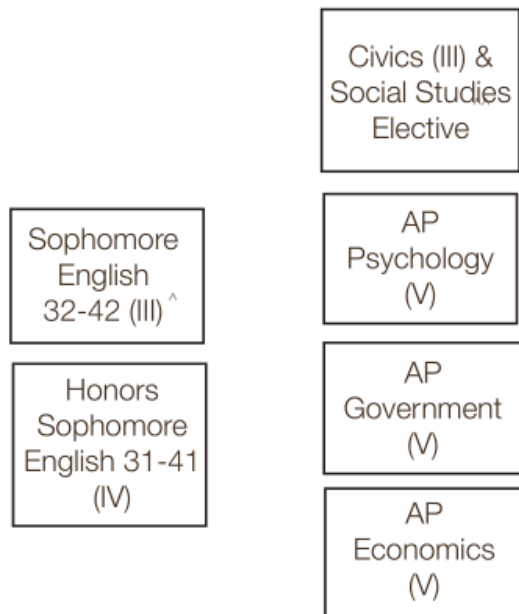 Civics (III) &
Social Studies
Elective
Sophomore
English
32-42 (III) ^
Honors
Sophomore
English 31-41
(IV)
AP
Psychology
(V)
AP
Government
(V)
AP
Economics
(V)